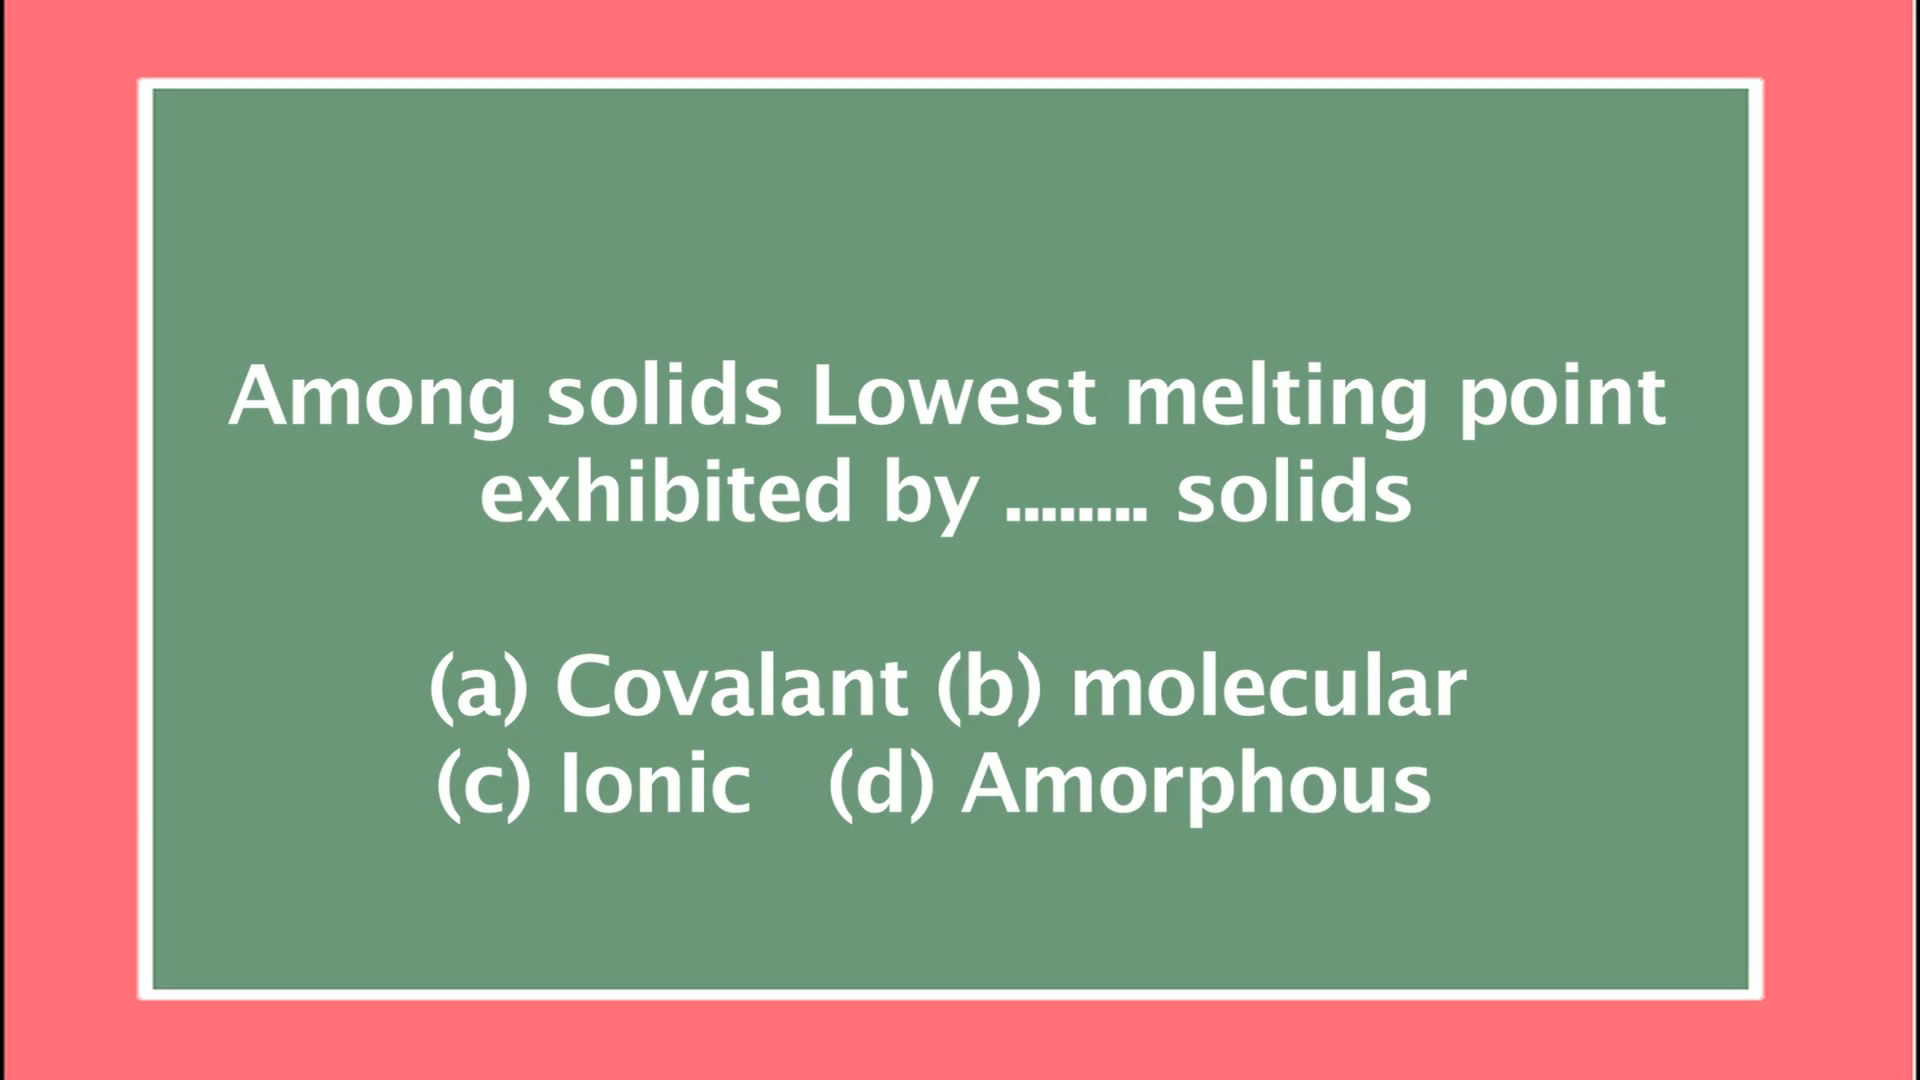 Among solids Lowest melting point
exhibited by ........ solids
(a) Covalant (b) molecular
(c) Ionic (d) Amorphous